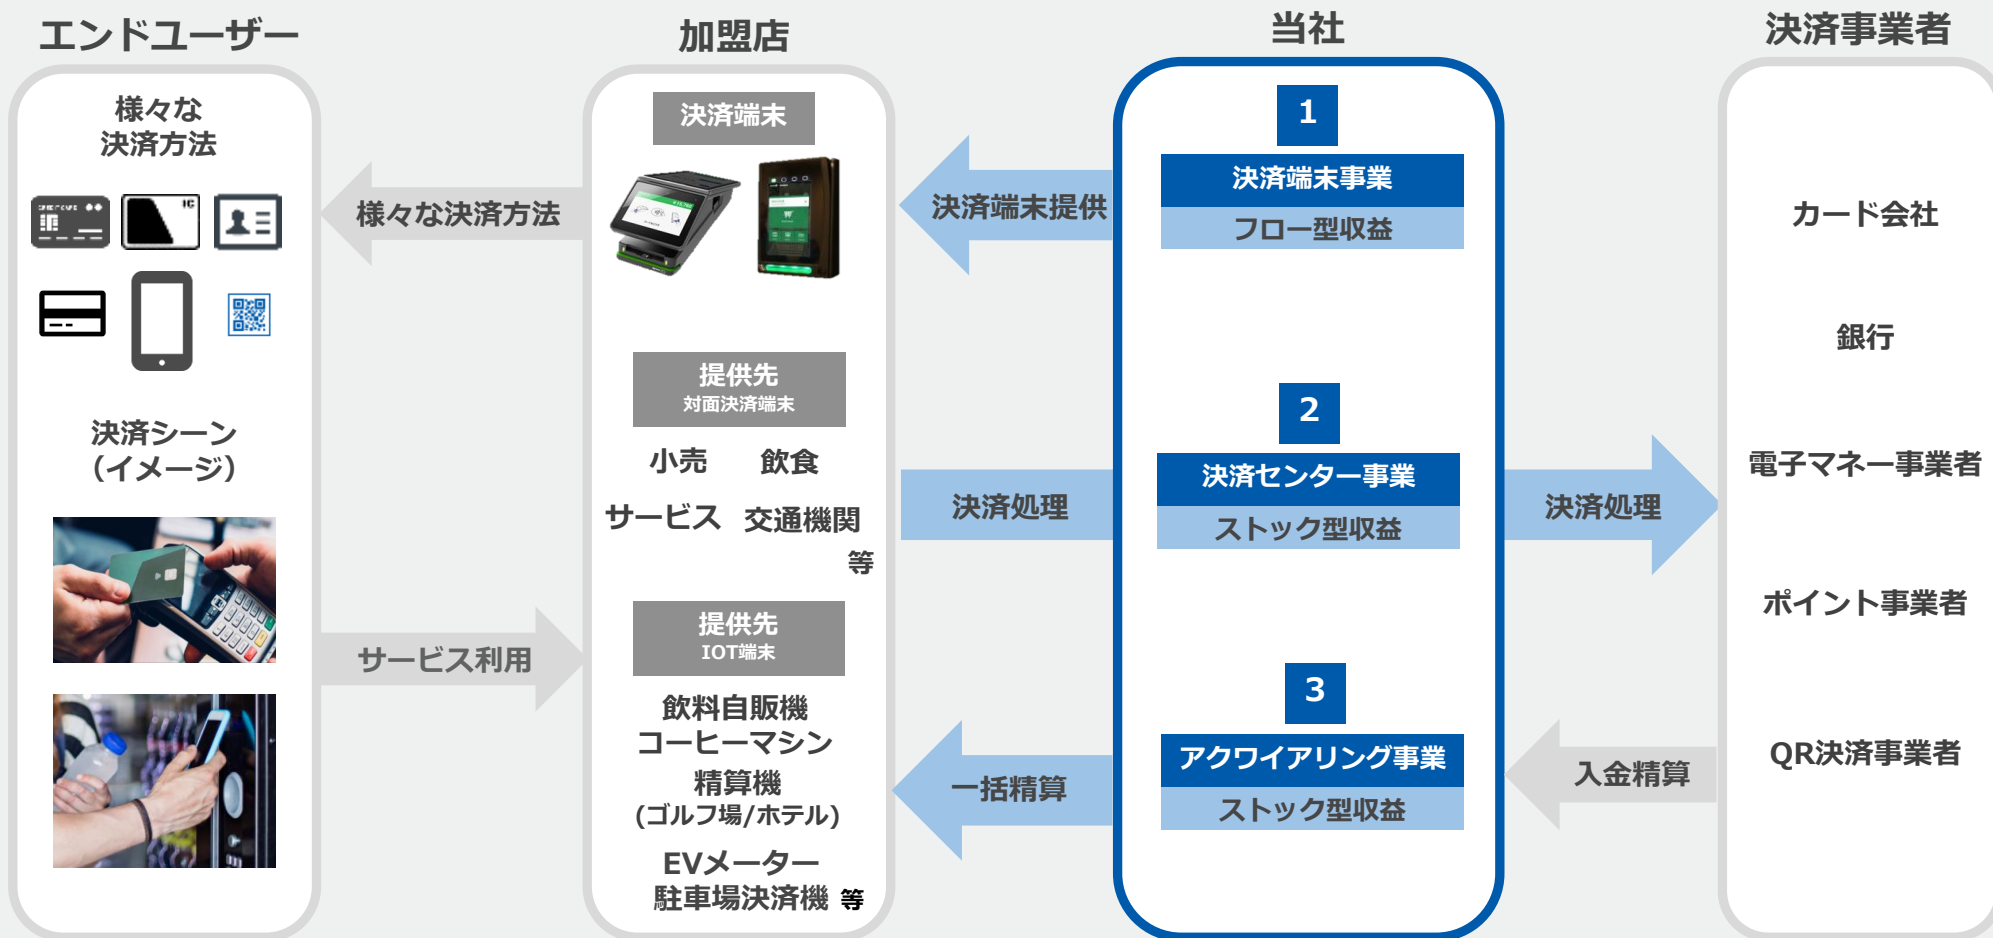 エンドユーザー
様々な
決済方法
CREDIT CARD
IC
決済シーン
（イメージ）
様々な決済方法
サービス利用
加盟店
決済端末
提供先
対面決済端末
小売 飲食
サービス 交通機関
等
提供先
IOT端末
飲料自販機
コーヒーマシン
精算機
(ゴルフ場/ホテル)
EVメーター
駐車場決済機 等
決済端末提供
決済処理
一括精算
当社
1
決済端末事業
フロー型収益
2
決済センター事業
ストック型収益
3
アクワイアリング事業
ストック型収益
決済処理
入金精算
決済事業者
カード会社
銀行
電子マネー事業者
ポイント事業者
QR決済事業者